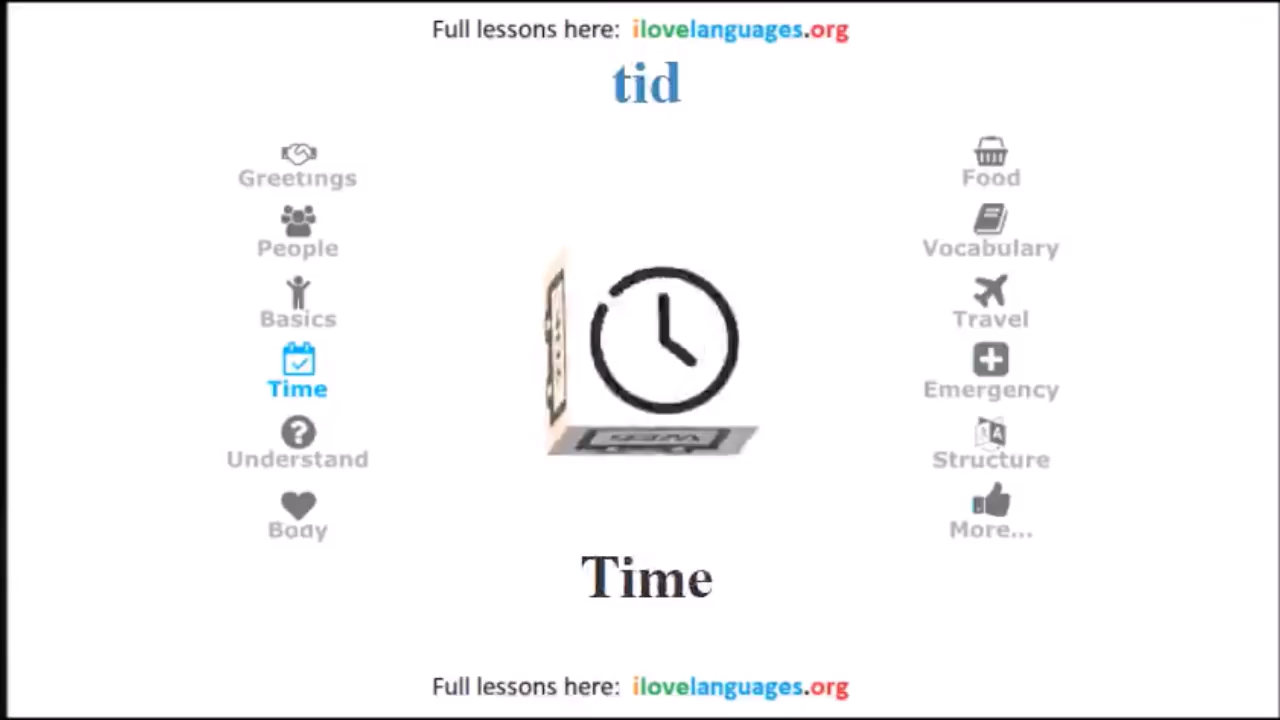 Full lessons here: ilovelanguages.org
tid
Greetings
People
Basics
Time
Understand
Body
Food
Vocabulary
Travel
Emergency
Structure
More...
Time
Full lessons here: ilovelanguages.org